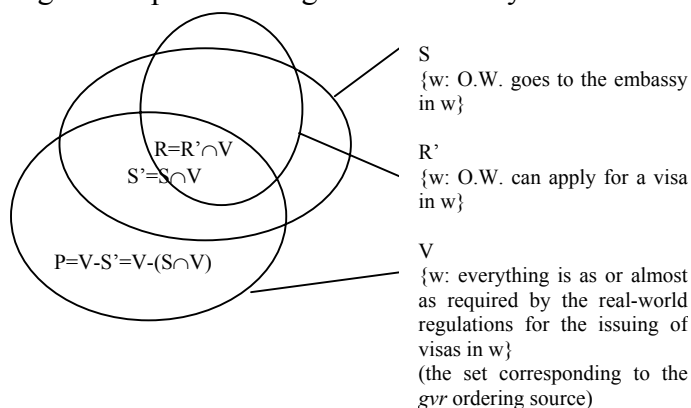 R=R’∩V
S’=S∩V
P=V-S’=V-(S∩V)
S
{w: O.W. goes to the embassy
in w}
R’
{w: O.W. can apply for a visa
in w}
V
{w: everything is as or almost
as required by the real-world
regulations for the issuing of
visas in w}
(the set corresponding to the
gvr ordering source)